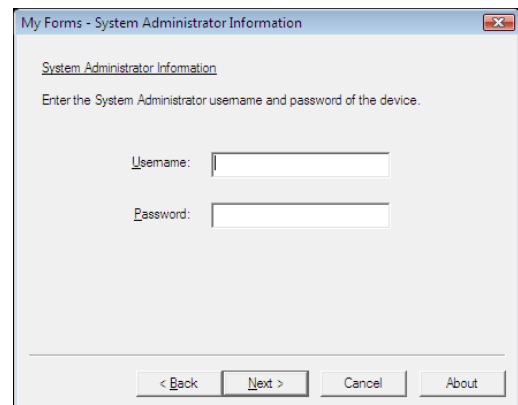 My Forms - System Administrator Information
System Administrator Information
Enter the System Administrator username and password of the device.
Username:
Password:
< Back Next > Cancel About